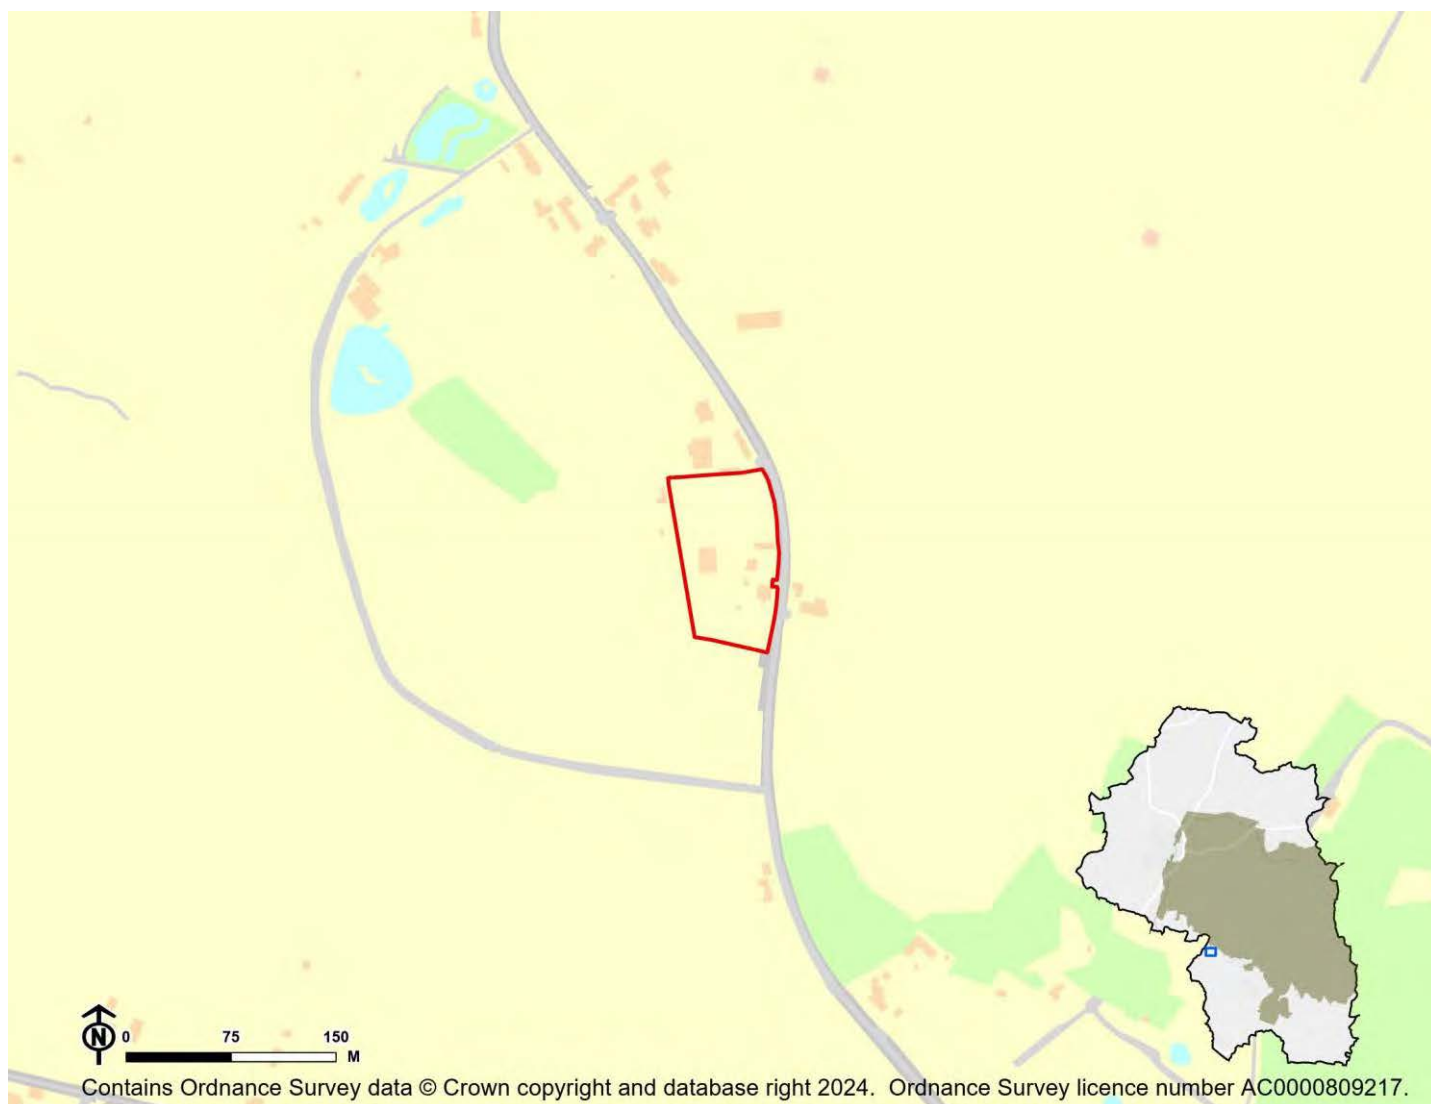 N 0 75 150
M
Contains Ordnance Survey data © Crown copyright and database right 2024. Ordnance Survey licence number AC0000809217.